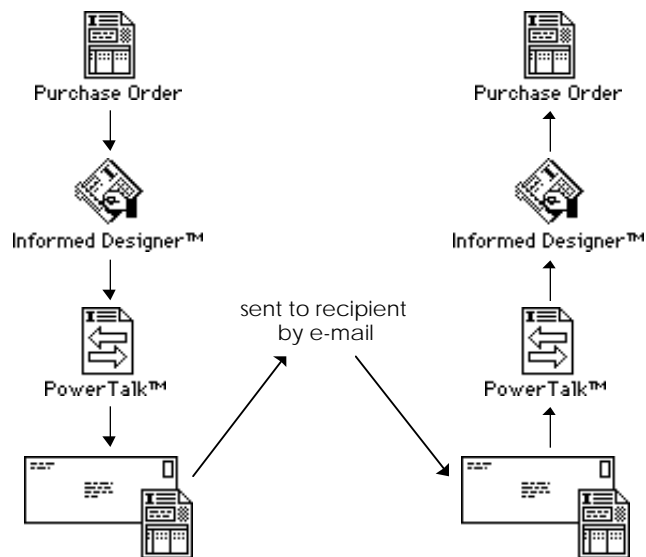 Purchase Order
Informed Designer™
PowerTalk™
sent to recipient
by e-mail
Purchase Order
Informed Designer™
PowerTalk™